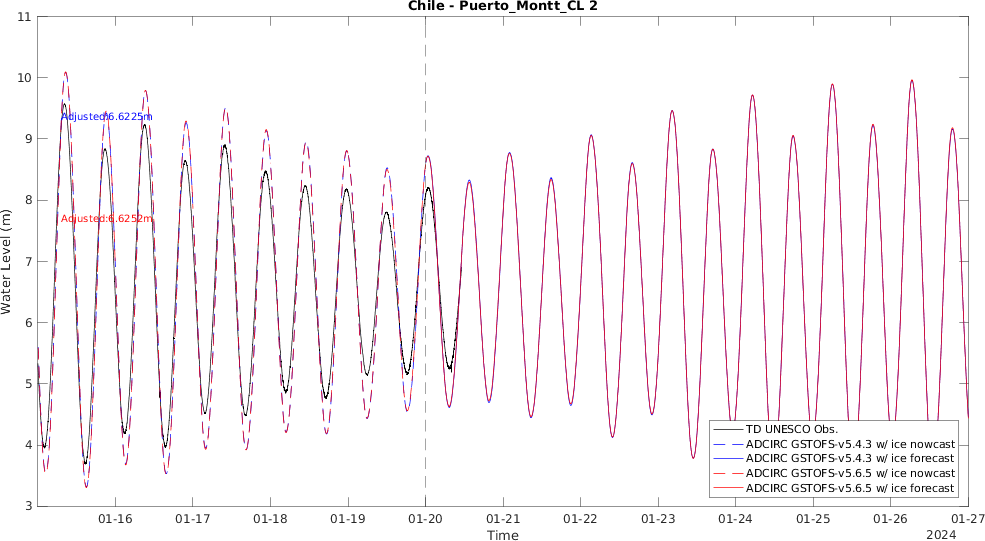 Chile - Puerto_Montt_CL 2
11
10
9
8
7
6
5
4
3
Water Level (m)
Adjusted:6.6225m
Adjusted:6.6252m
TD UNESCO Obs.
ADCIRC GSTOFS-v5.4.3 w/ ice nowcast
ADCIRC GSTOFS-v5.4.3 w/ ice forecast
ADCIRC GSTOFS-v5.6.5 w/ ice nowcast
ADCIRC GSTOFS-v5.6.5 w/ ice forecast
01-16 01-17 01-18 01-19 01-20 01-21 01-22 01-23 01-24 01-25 01-26 01-27
Time
2024